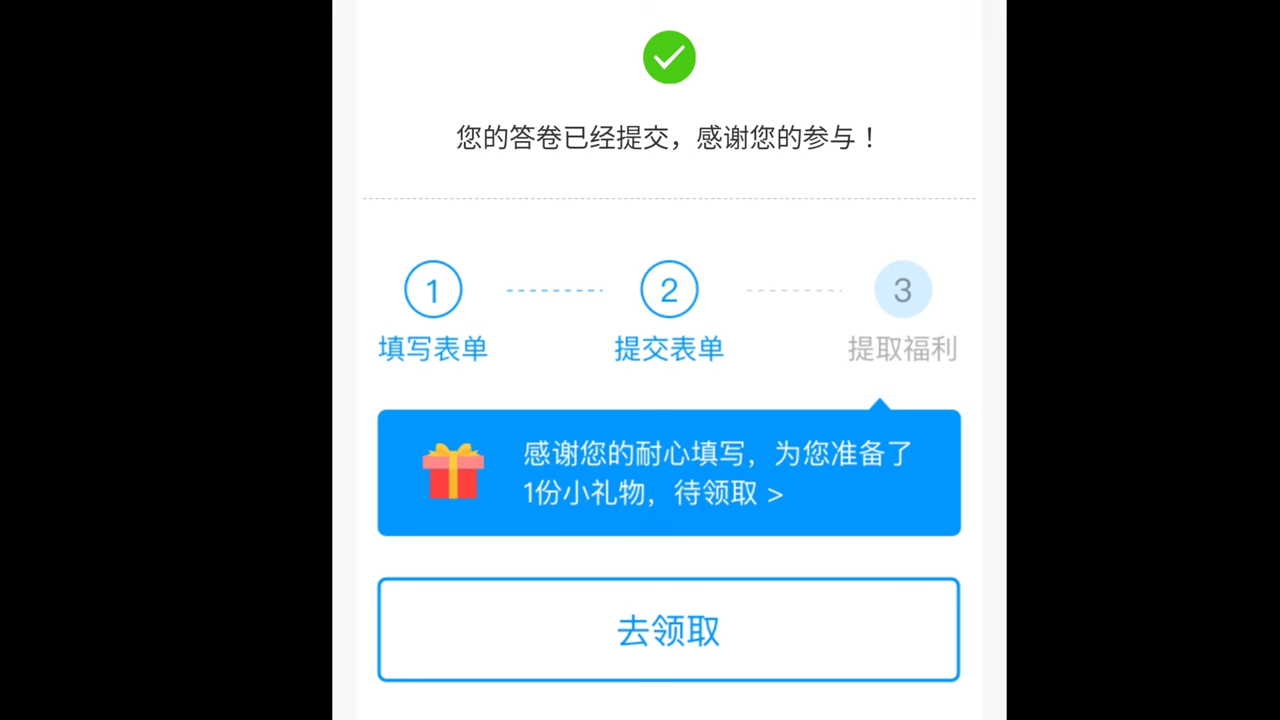 您的答卷已经提交，感谢您的参与！
1
2
3
填写表单
提交表单
提取福利
感谢您的耐心填写，为您准备了
1份小礼物，待领取 >
去领取